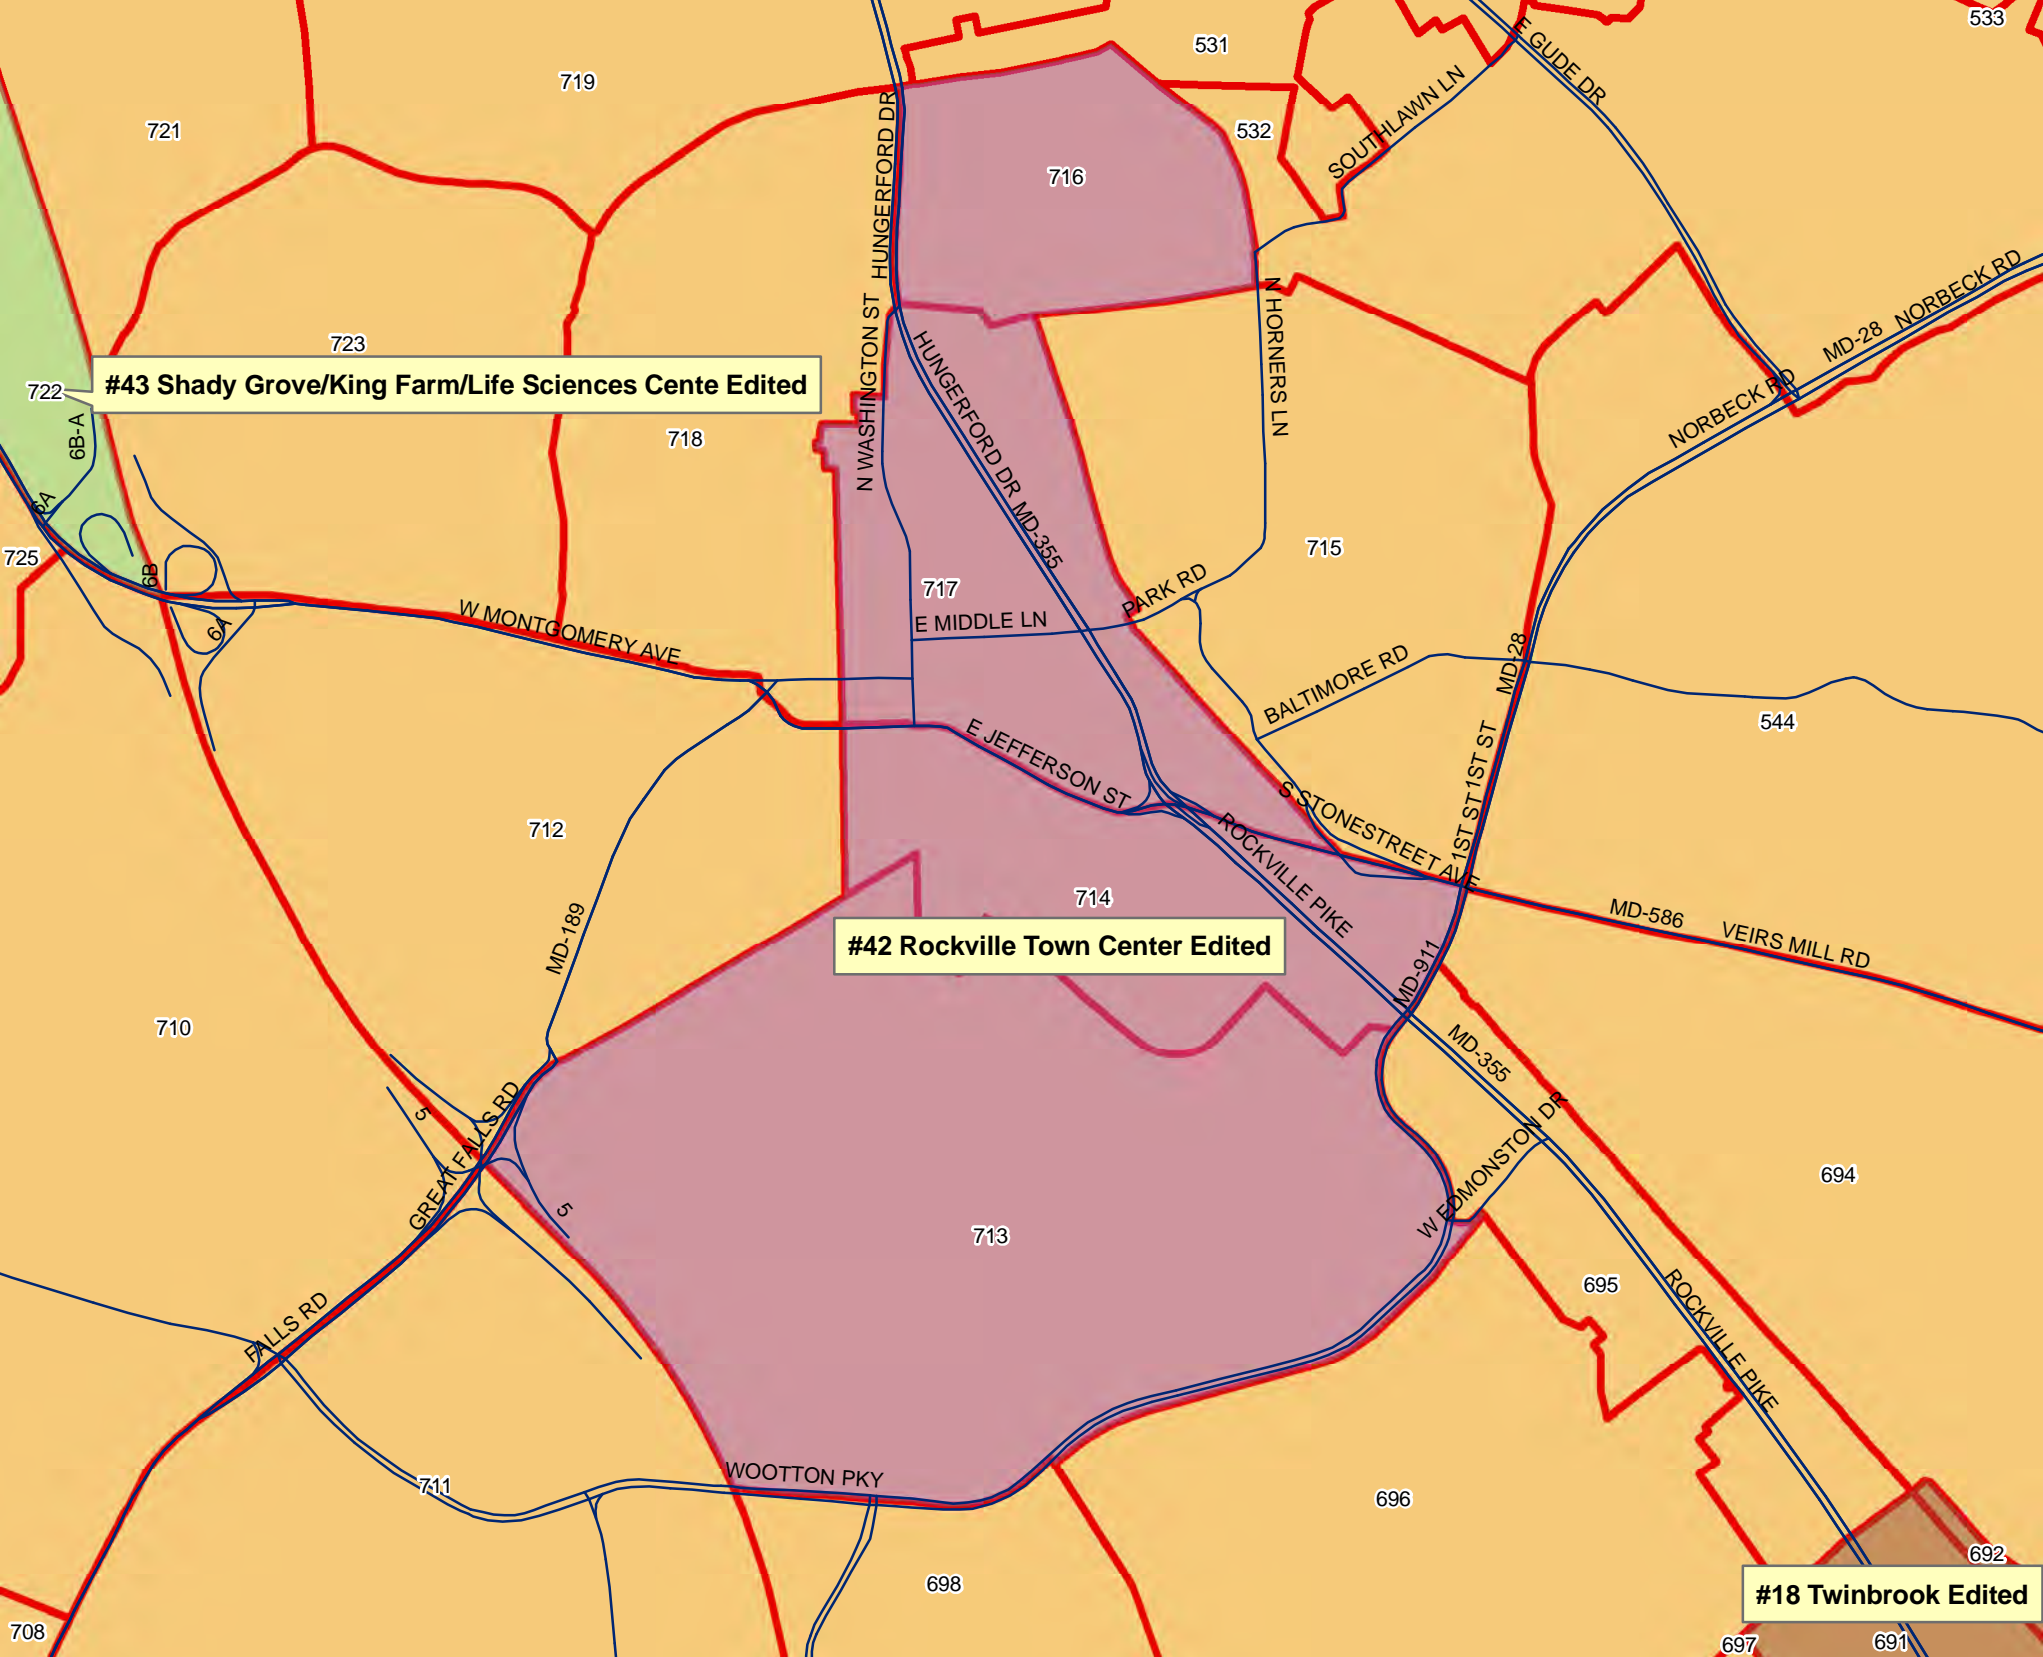 533
531
E GUDE DR
719
721
532
SOUTHLAWN LN
HUNGERFORD DR
716
HUNGERFORD DR
N HORNERS LN
NORBECK RD
MD-28
N WASHINGTON ST
723
#43 Shady Grove/King Farm/Life Sciences Cente Edited
722
HUNGERFORD DR
NORBECK RD
6B-A
718
6A
MD-355
725
715
6B
717
PARK RD
6A
W MONTGOMERY AVE
E MIDDLE LN
MD-28
BALTIMORE RD
544
E JEFFERSON ST
1ST ST
S STONESTREET AVE
1ST ST
712
ROCKVILLE PIKE
714
MD-586
VEIRS MILL RD
MD-189
#42 Rockville Town Center Edited
MD-911
710
MD-355
5
GREAT FALLS RD
W EDMONSTON DR
694
5
713
695
FALLS RD
ROCKVILLE PIKE
WOOTTON PKY
711
696
692
698
#18 Twinbrook Edited
708
697
691